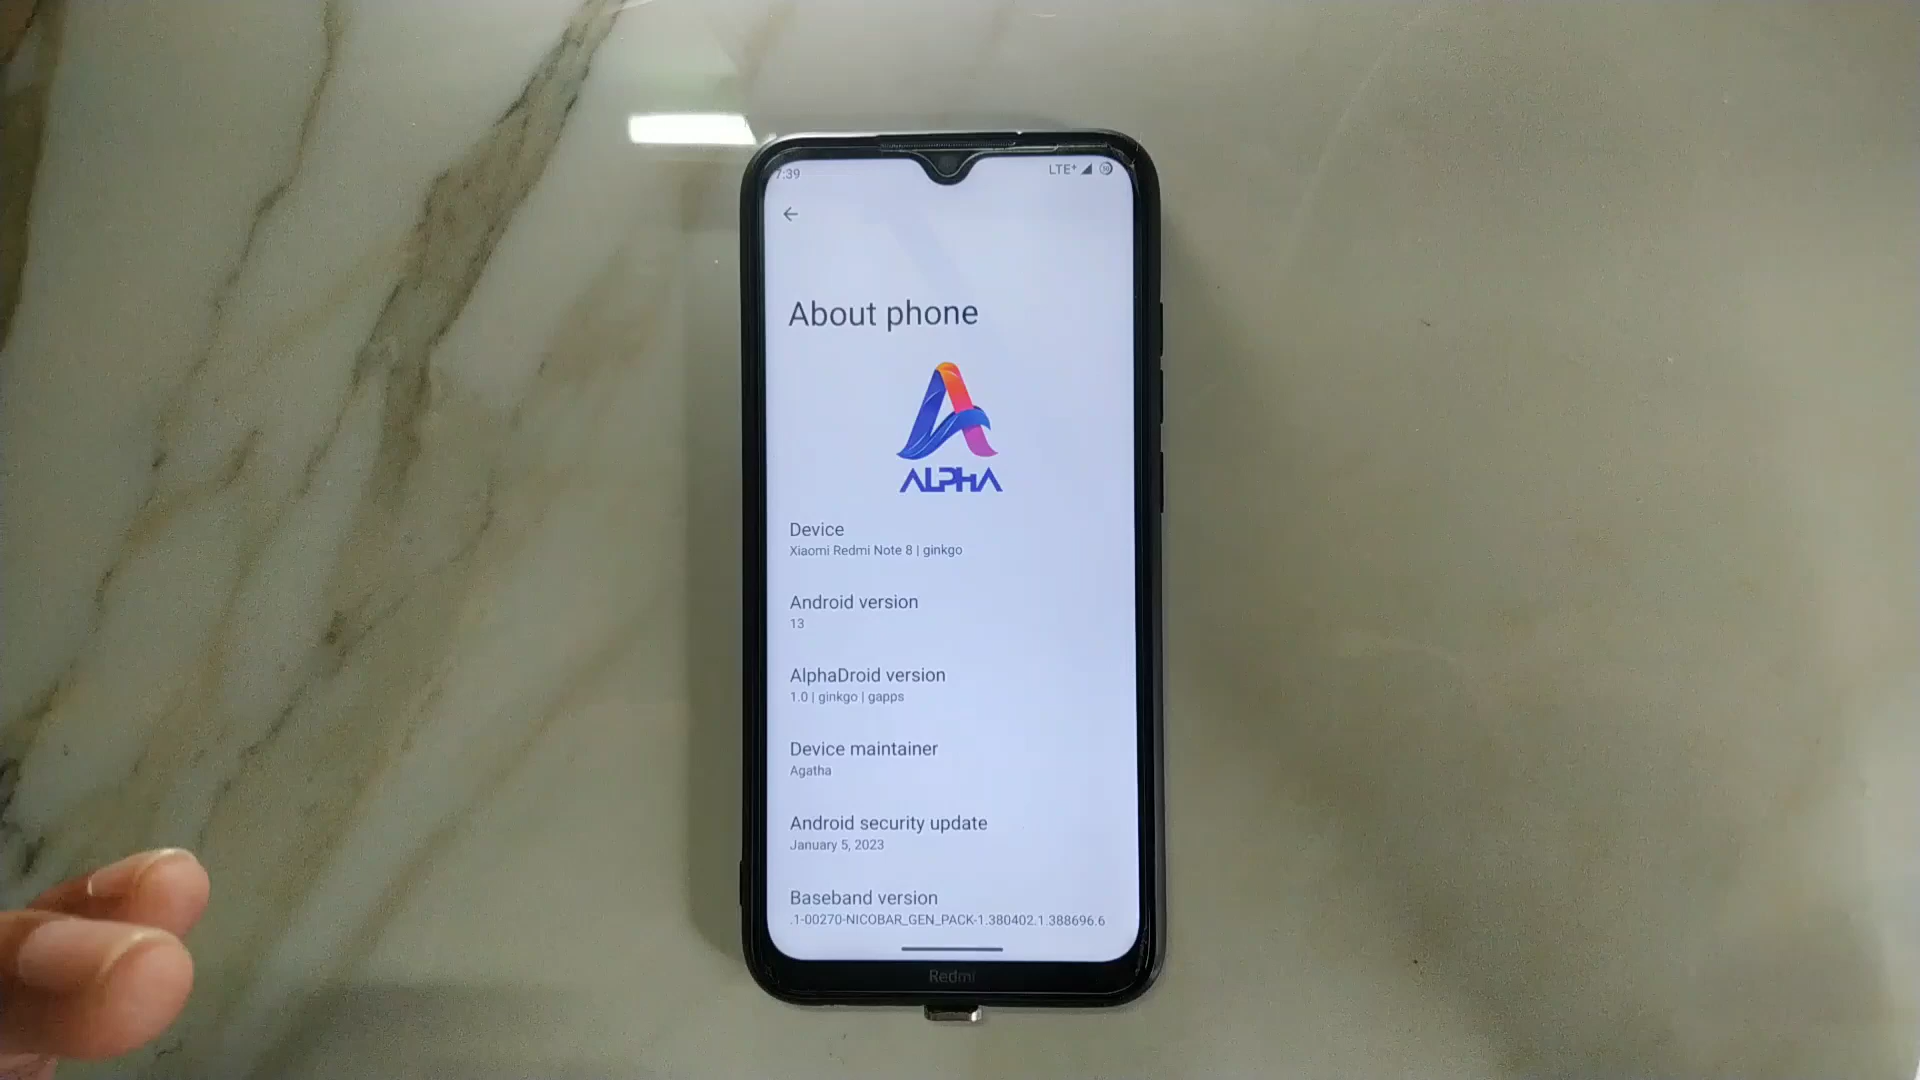 7:39
LTE+
About phone
ALPHA
Device
Xiaomi Redmi Note 8 | ginkgo
Android version
13
AlphaDroid version
1.0 | ginkgo | gapps
Device maintainer
Agatha
Android security update
January 5, 2023
Baseband version
.1-00270-NICOBAR_GEN_PACK-1.380402.1.388696.6
Redmi